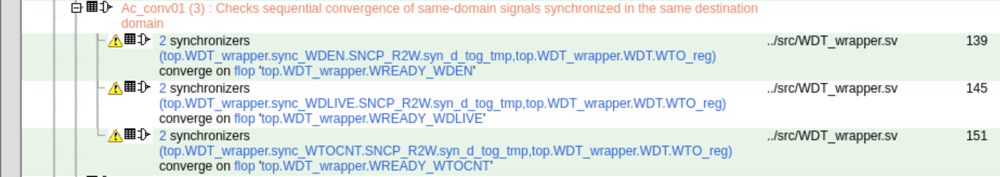 Ac_conv01 (3) : Checks sequential convergence of same-domain signals synchronized in the same destination
domain
2 synchronizers ../src/WDT_wrapper.sv 139
(top.WDT_wrapper.sync_WDEN.SNCP_R2W.syn_d_tog_tmp,top.WDT_wrapper.WDT.WTO_reg)
converge on flop 'top.WDT_wrapper.WREADY_WDEN'
2 synchronizers ../src/WDT_wrapper.sv 145
(top.WDT_wrapper.sync_WDLIVE.SNCP_R2W.syn_d_tog_tmp,top.WDT_wrapper.WDT.WTO_reg)
converge on flop 'top.WDT_wrapper.WREADY_WDLIVE'
2 synchronizers ../src/WDT_wrapper.sv 151
(top.WDT_wrapper.sync_WTOCNT.SNCP_R2W.syn_d_tog_tmp,top.WDT_wrapper.WDT.WTO_reg)
converge on flop 'top.WDT_wrapper.WREADY_WTOCNT'